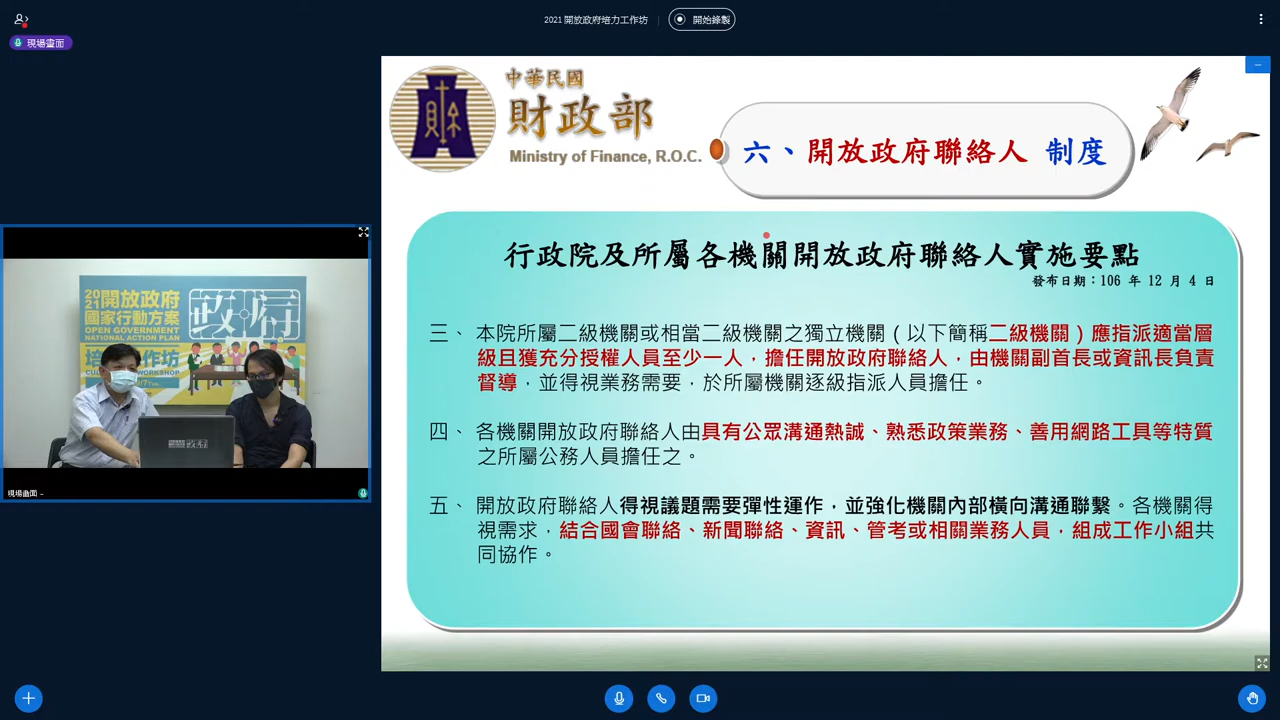 2021 開放政府培力工作坊
開始錄製
現場畫面
中華民國
財政部
Ministry of Finance, R.O.C.
六、開放政府聯絡人 制度
行政院及所屬各機關開放政府聯絡人實施要點
發布日期：106 年 12 月 4 日
三、 本院所屬二級機關或相當二級機關之獨立機關（以下簡稱二級機關）應指派適當層
級且獲充分授權人員至少一人，擔任開放政府聯絡人，由機關副首長或資訊長負責
督導，並得視業務需要，於所屬機關逐級指派人員擔任。
四、 各機關開放政府聯絡人由具有公眾溝通熱誠、熟悉政策業務、善用網路工具等特質
之所屬公務人員擔任之。
五、 開放政府聯絡人得視議題需要彈性運作，並強化機關內部橫向溝通聯繫。各機關得
視需求，結合國會聯絡、新聞聯絡、資訊、管考或相關業務人員，組成工作小組共
同協作。
2021開放政府
國家行動方案
OPEN GOVERNMENT
NATIONAL ACTION PLAN
現場畫面